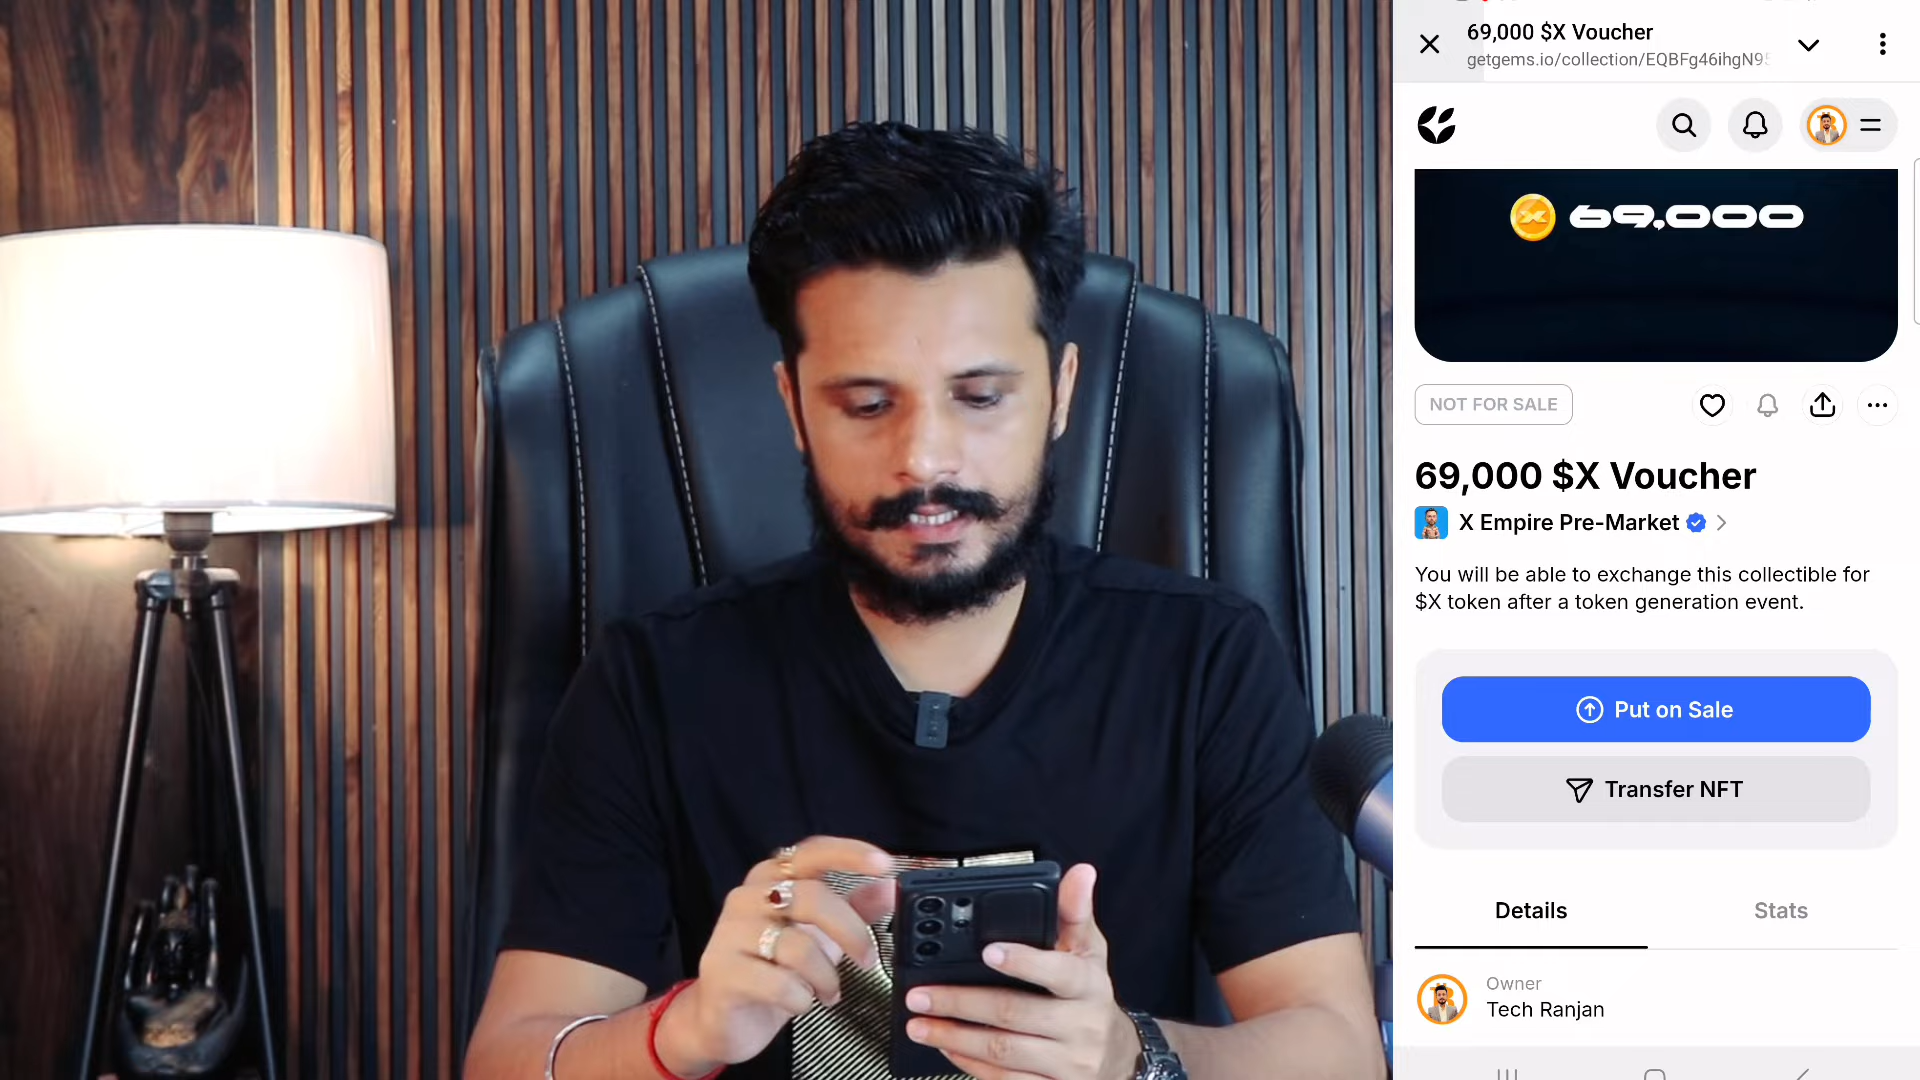 69,000 $X Voucher
getgems.io/collection/EQBFg46ihgN9
69,000
NOT FOR SALE
69,000 $X Voucher
X Empire Pre-Market
You will be able to exchange this collectible for
$X token after a token generation event.
Put on Sale
Transfer NFT
Details
Stats
Owner
Tech Ranjan